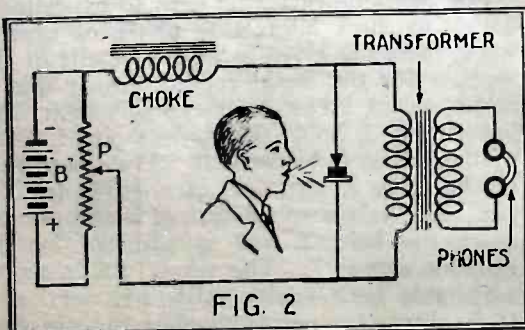 TRANSFORMER
CHOKE
-
P
B
+
PHONES
FIG. 2